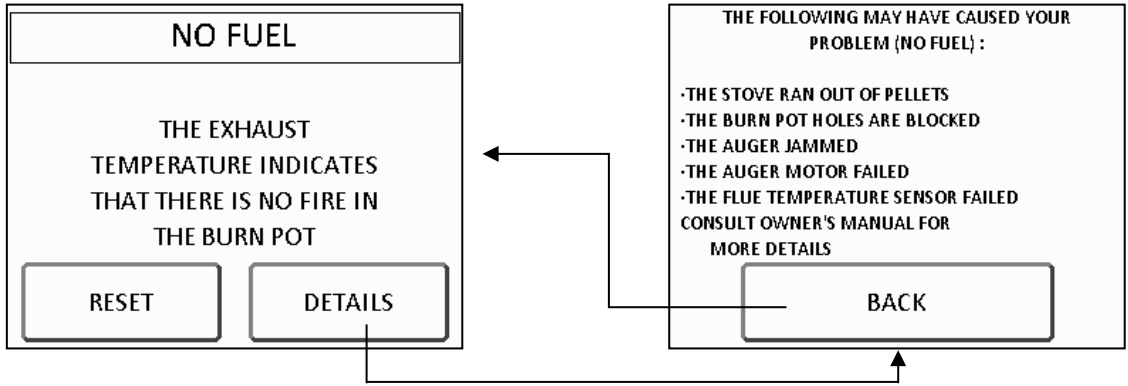 NO FUEL
THE EXHAUST
TEMPERATURE INDICATES
THAT THERE IS NO FIRE IN
THE BURN POT
RESET
DETAILS
THE FOLLOWING MAY HAVE CAUSED YOUR
PROBLEM (NO FUEL) :
·THE STOVE RAN OUT OF PELLETS
·THE BURN POT HOLES ARE BLOCKED
·THE AUGER JAMMED
·THE AUGER MOTOR FAILED
·THE FLUE TEMPERATURE SENSOR FAILED
CONSULT OWNER'S MANUAL FOR
MORE DETAILS
BACK